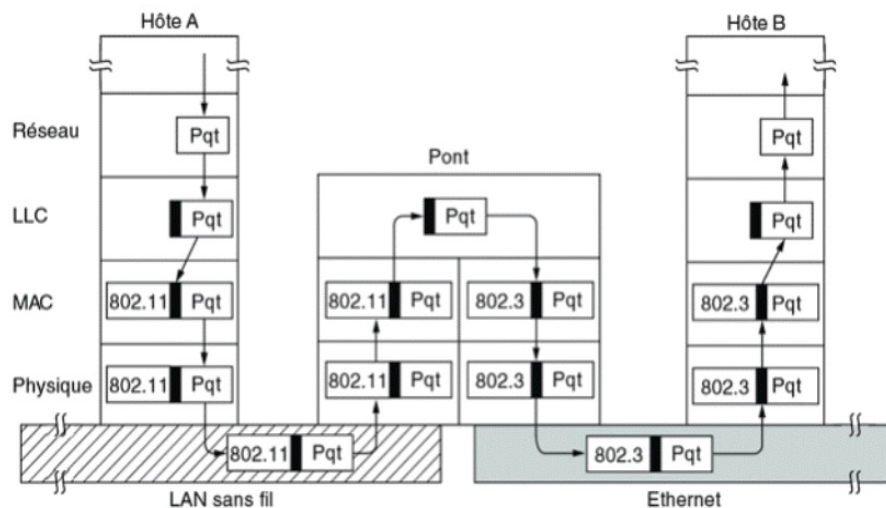 Hôte A
Hôte B
Réseau
Pqt
Pqt
Pont
LLC
Pqt
Pqt
Pqt
MAC
802.11 Pqt
802.11 Pqt
802.3 Pqt
802.3 Pqt
Physique
802.11 Pqt
802.11 Pqt
802.3 Pqt
802.3 Pqt
802.11 Pqt
802.3 Pqt
LAN sans fil
Ethernet